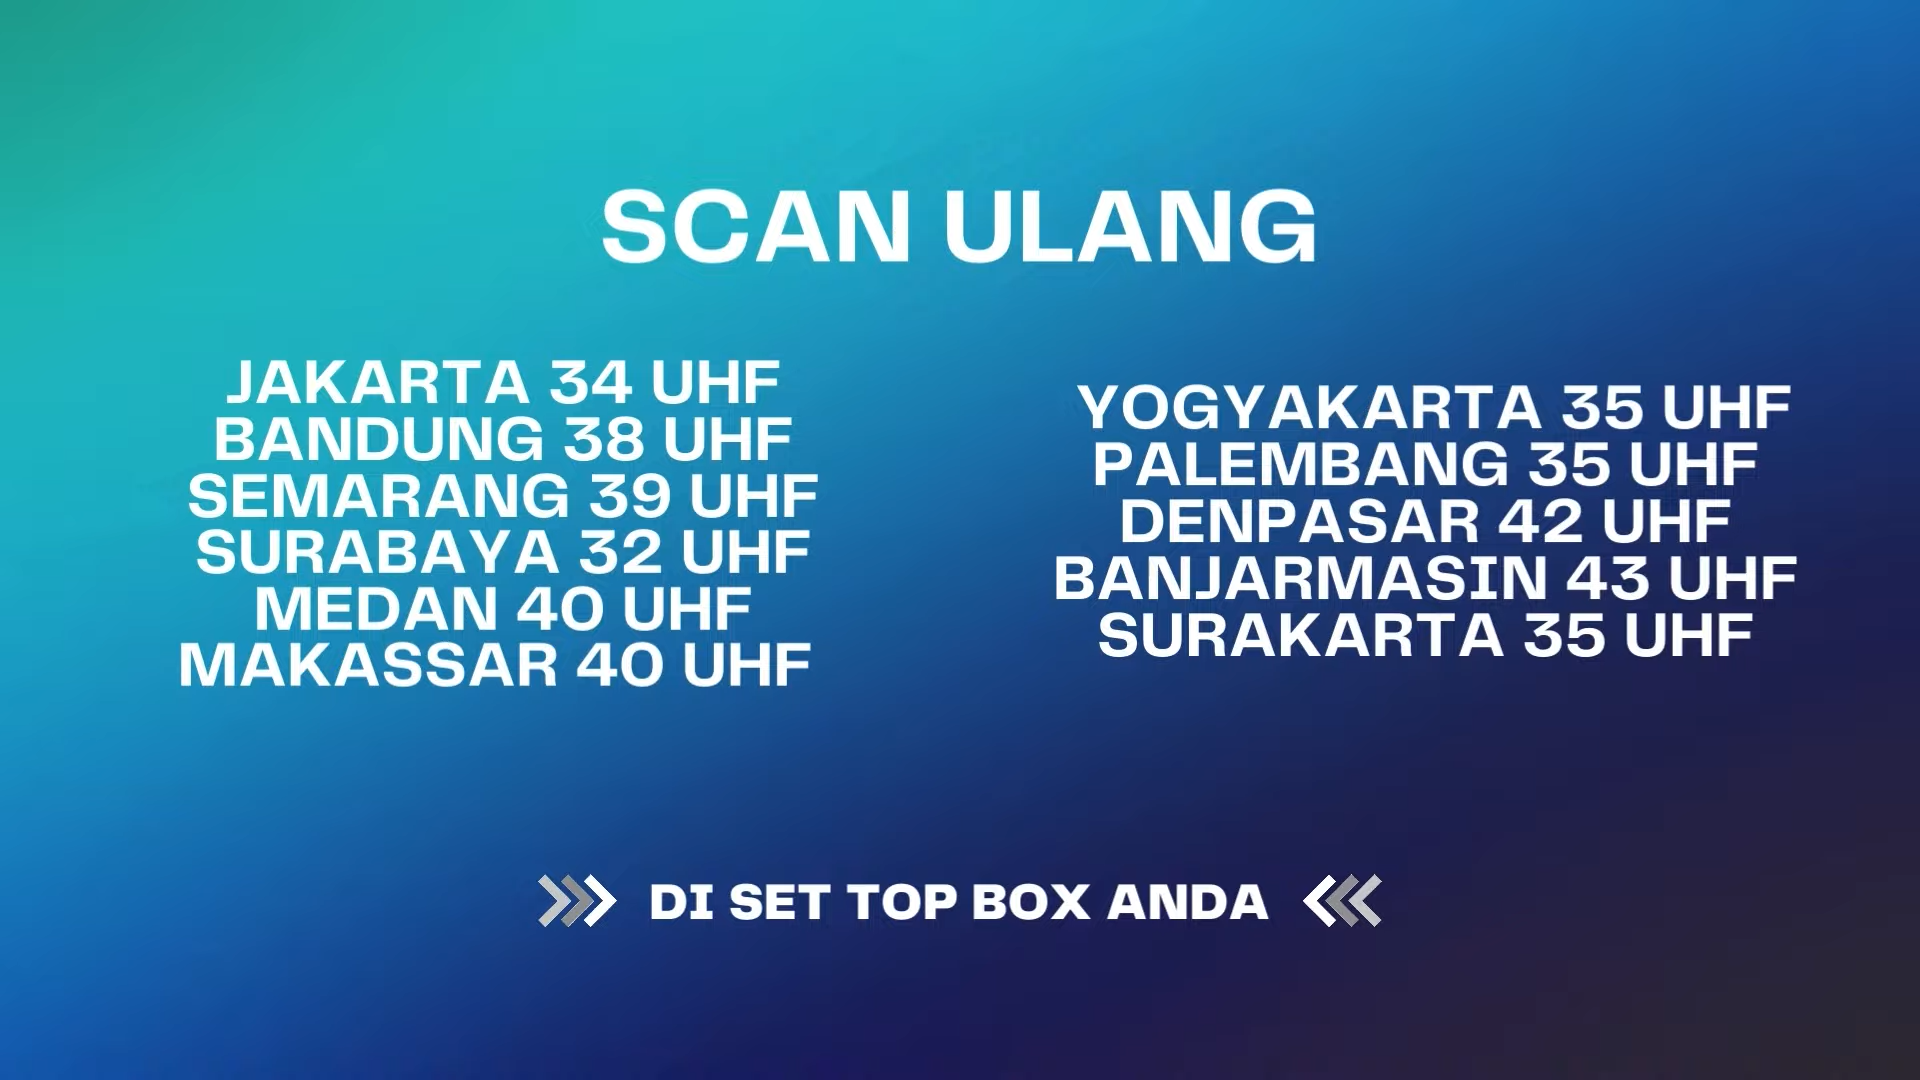 SCAN ULANG
JAKARTA 34 UHF
BANDUNG 38 UHF
SEMARANG 39 UHF
SURABAYA 32 UHF
MEDAN 40 UHF
MAKASSAR 40 UHF
YOGYAKARTA 35 UHF
PALEMBANG 35 UHF
DENPASAR 42 UHF
BANJARMASIN 43 UHF
SURAKARTA 35 UHF
DI SET TOP BOX ANDA